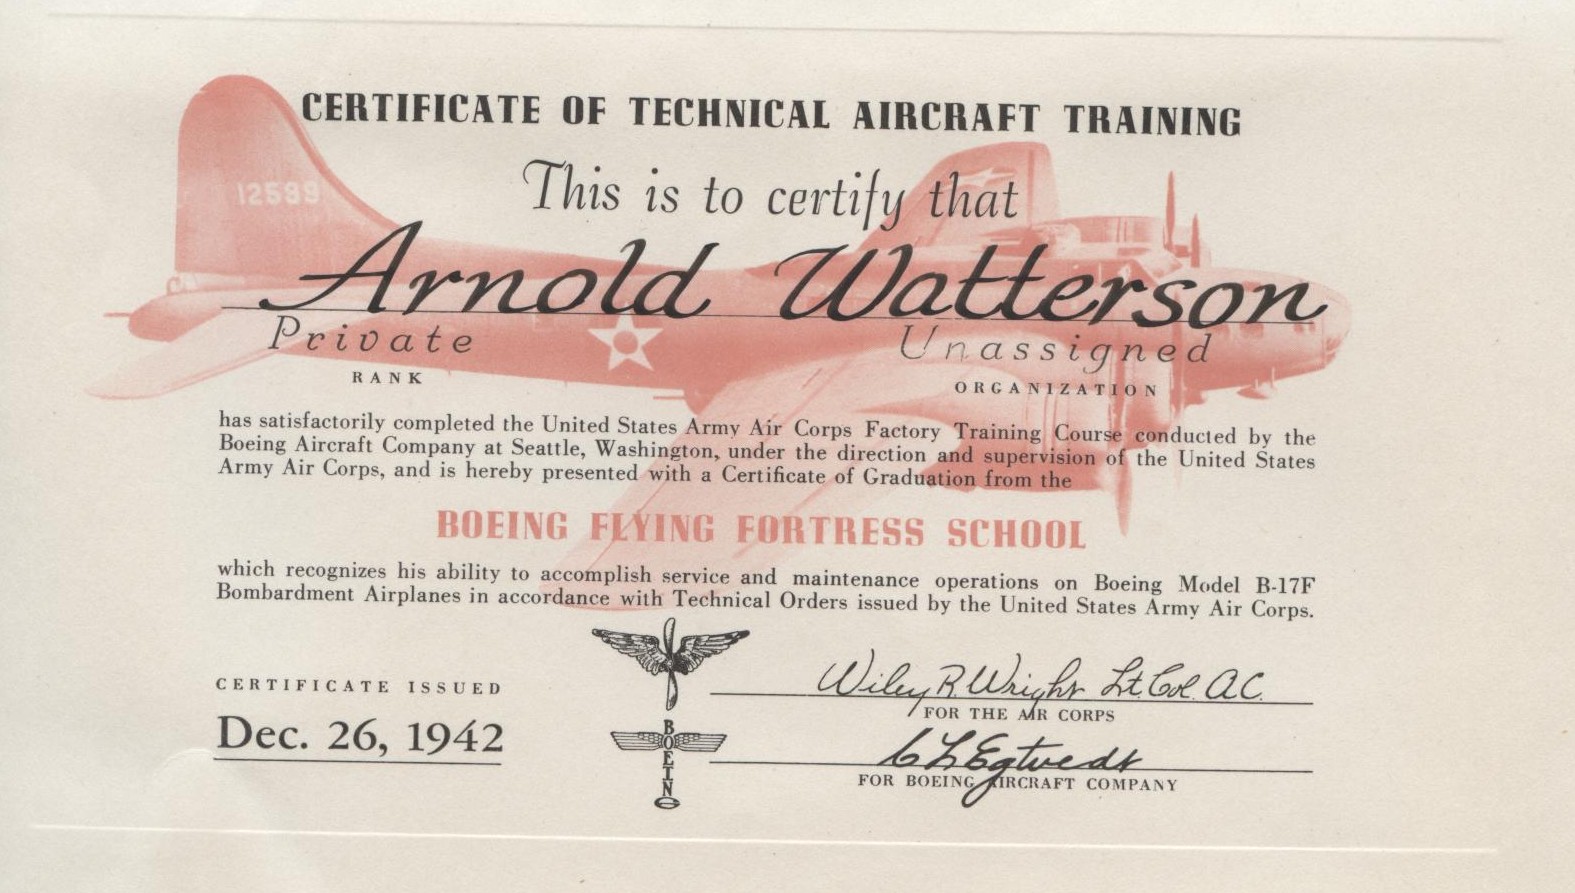 CERTIFICATE OF TECHNICAL AIRCRAFT TRAINING
12599
This is to certify that
Arnold Watterson
Private Unassigned
RANK ORGANIZATION
has satisfactorily completed the United States Army Air Corps Factory Training Course conducted by the
Boeing Aircraft Company at Seattle, Washington, under the direction and supervision of the United States
Army Air Corps, and is hereby presented with a Certificate of Graduation from the
BOEING FLYING FORTRESS SCHOOL
which recognizes his ability to accomplish service and maintenance operations on Boeing Model B-17F
Bombardment Airplanes in accordance with Technical Orders issued by the United States Army Air Corps.
CERTIFICATE ISSUED
Dec. 26, 1942
BOEING
Wiley R. Wright Lt. Col. A.C.
FOR THE AIR CORPS
C L Egtvedt
FOR BOEING AIRCRAFT COMPANY